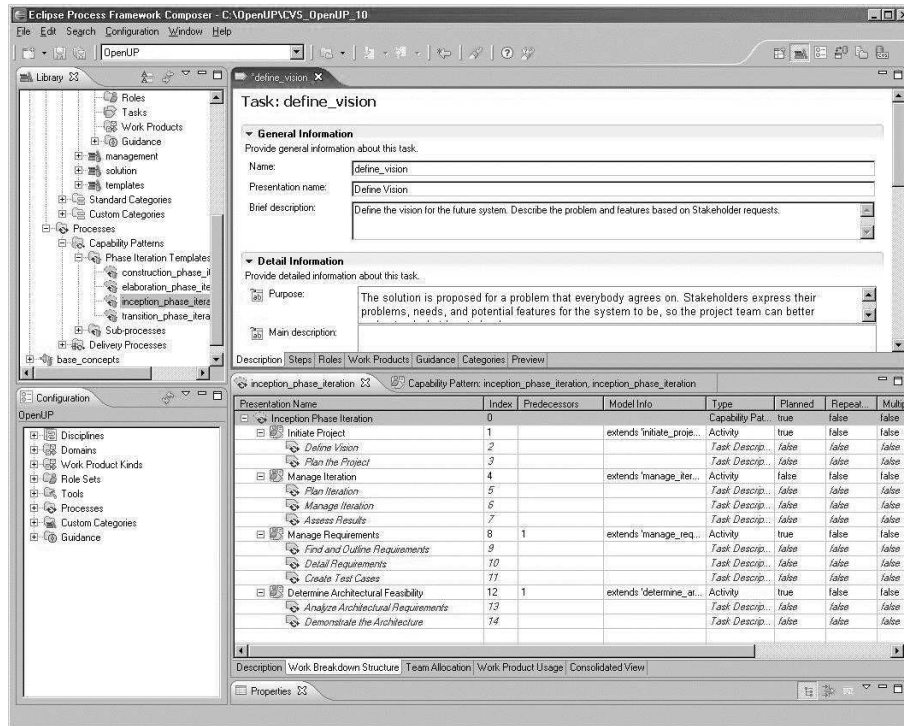 Eclipse Process Framework Composer - C:\OpenUP\CVS_OpenUP_10
File Edit Search Configuration Window Help
OpenUP
Library
Roles
Tasks
Work Products
Guidance
management
solution
templates
Standard Categories
Custom Categories
Processes
Capability Patterns
Phase Iteration Templates
construction_phase_it
elaboration_phase_ite
inception_phase_itera
transition_phase_itera
Sub-processes
Delivery Processes
base_concepts
*define_vision
Task: define_vision
General Information
Provide general information about this task.
Name: define_vision
Presentation name: Define Vision
Brief description: Define the vision for the future system. Describe the problem and features based on Stakeholder requests.
Detail Information
Provide detailed information about this task.
Purpose: The solution is proposed for a problem that everybody agrees on. Stakeholders express their
problems, needs, and potential features for the system to be, so the project team can better
Main description:
Description Steps Roles Work Products Guidance Categories Preview
Configuration
OpenUP
Disciplines
Domains
Work Product Kinds
Role Sets
Tools
Processes
Custom Categories
Guidance
inception_phase_iteration Capability Pattern: inception_phase_iteration, inception_phase_iteration
Presentation Name Index Predecessors Model Info Type Planned Repeat... Multip
Inception Phase Iteration 0 Capability Pat... true false false
Initiate Project 1 extends 'initiate_proje... Activity true false false
Define Vision 2 Task Descrip... false false false
Plan the Project 3 Task Descrip... false false false
Manage Iteration 4 extends 'manage_iter... Activity false false false
Plan Iteration 5 Task Descrip... false false false
Manage Iteration 6 Task Descrip... false false false
Assess Results 7 Task Descrip... false false false
Manage Requirements 8 1 extends 'manage_req... Activity true false false
Find and Outline Requirements 9 Task Descrip... false false false
Detail Requirements 10 Task Descrip... false false false
Create Test Cases 11 Task Descrip... false false false
Determine Architectural Feasibility 12 1 extends 'determine_ar... Activity true false false
Analyze Architectural Requirements 13 Task Descrip... false false false
Demonstrate the Architecture 14 Task Descrip... false false false
Description Work Breakdown Structure Team Allocation Work Product Usage Consolidated View
Properties